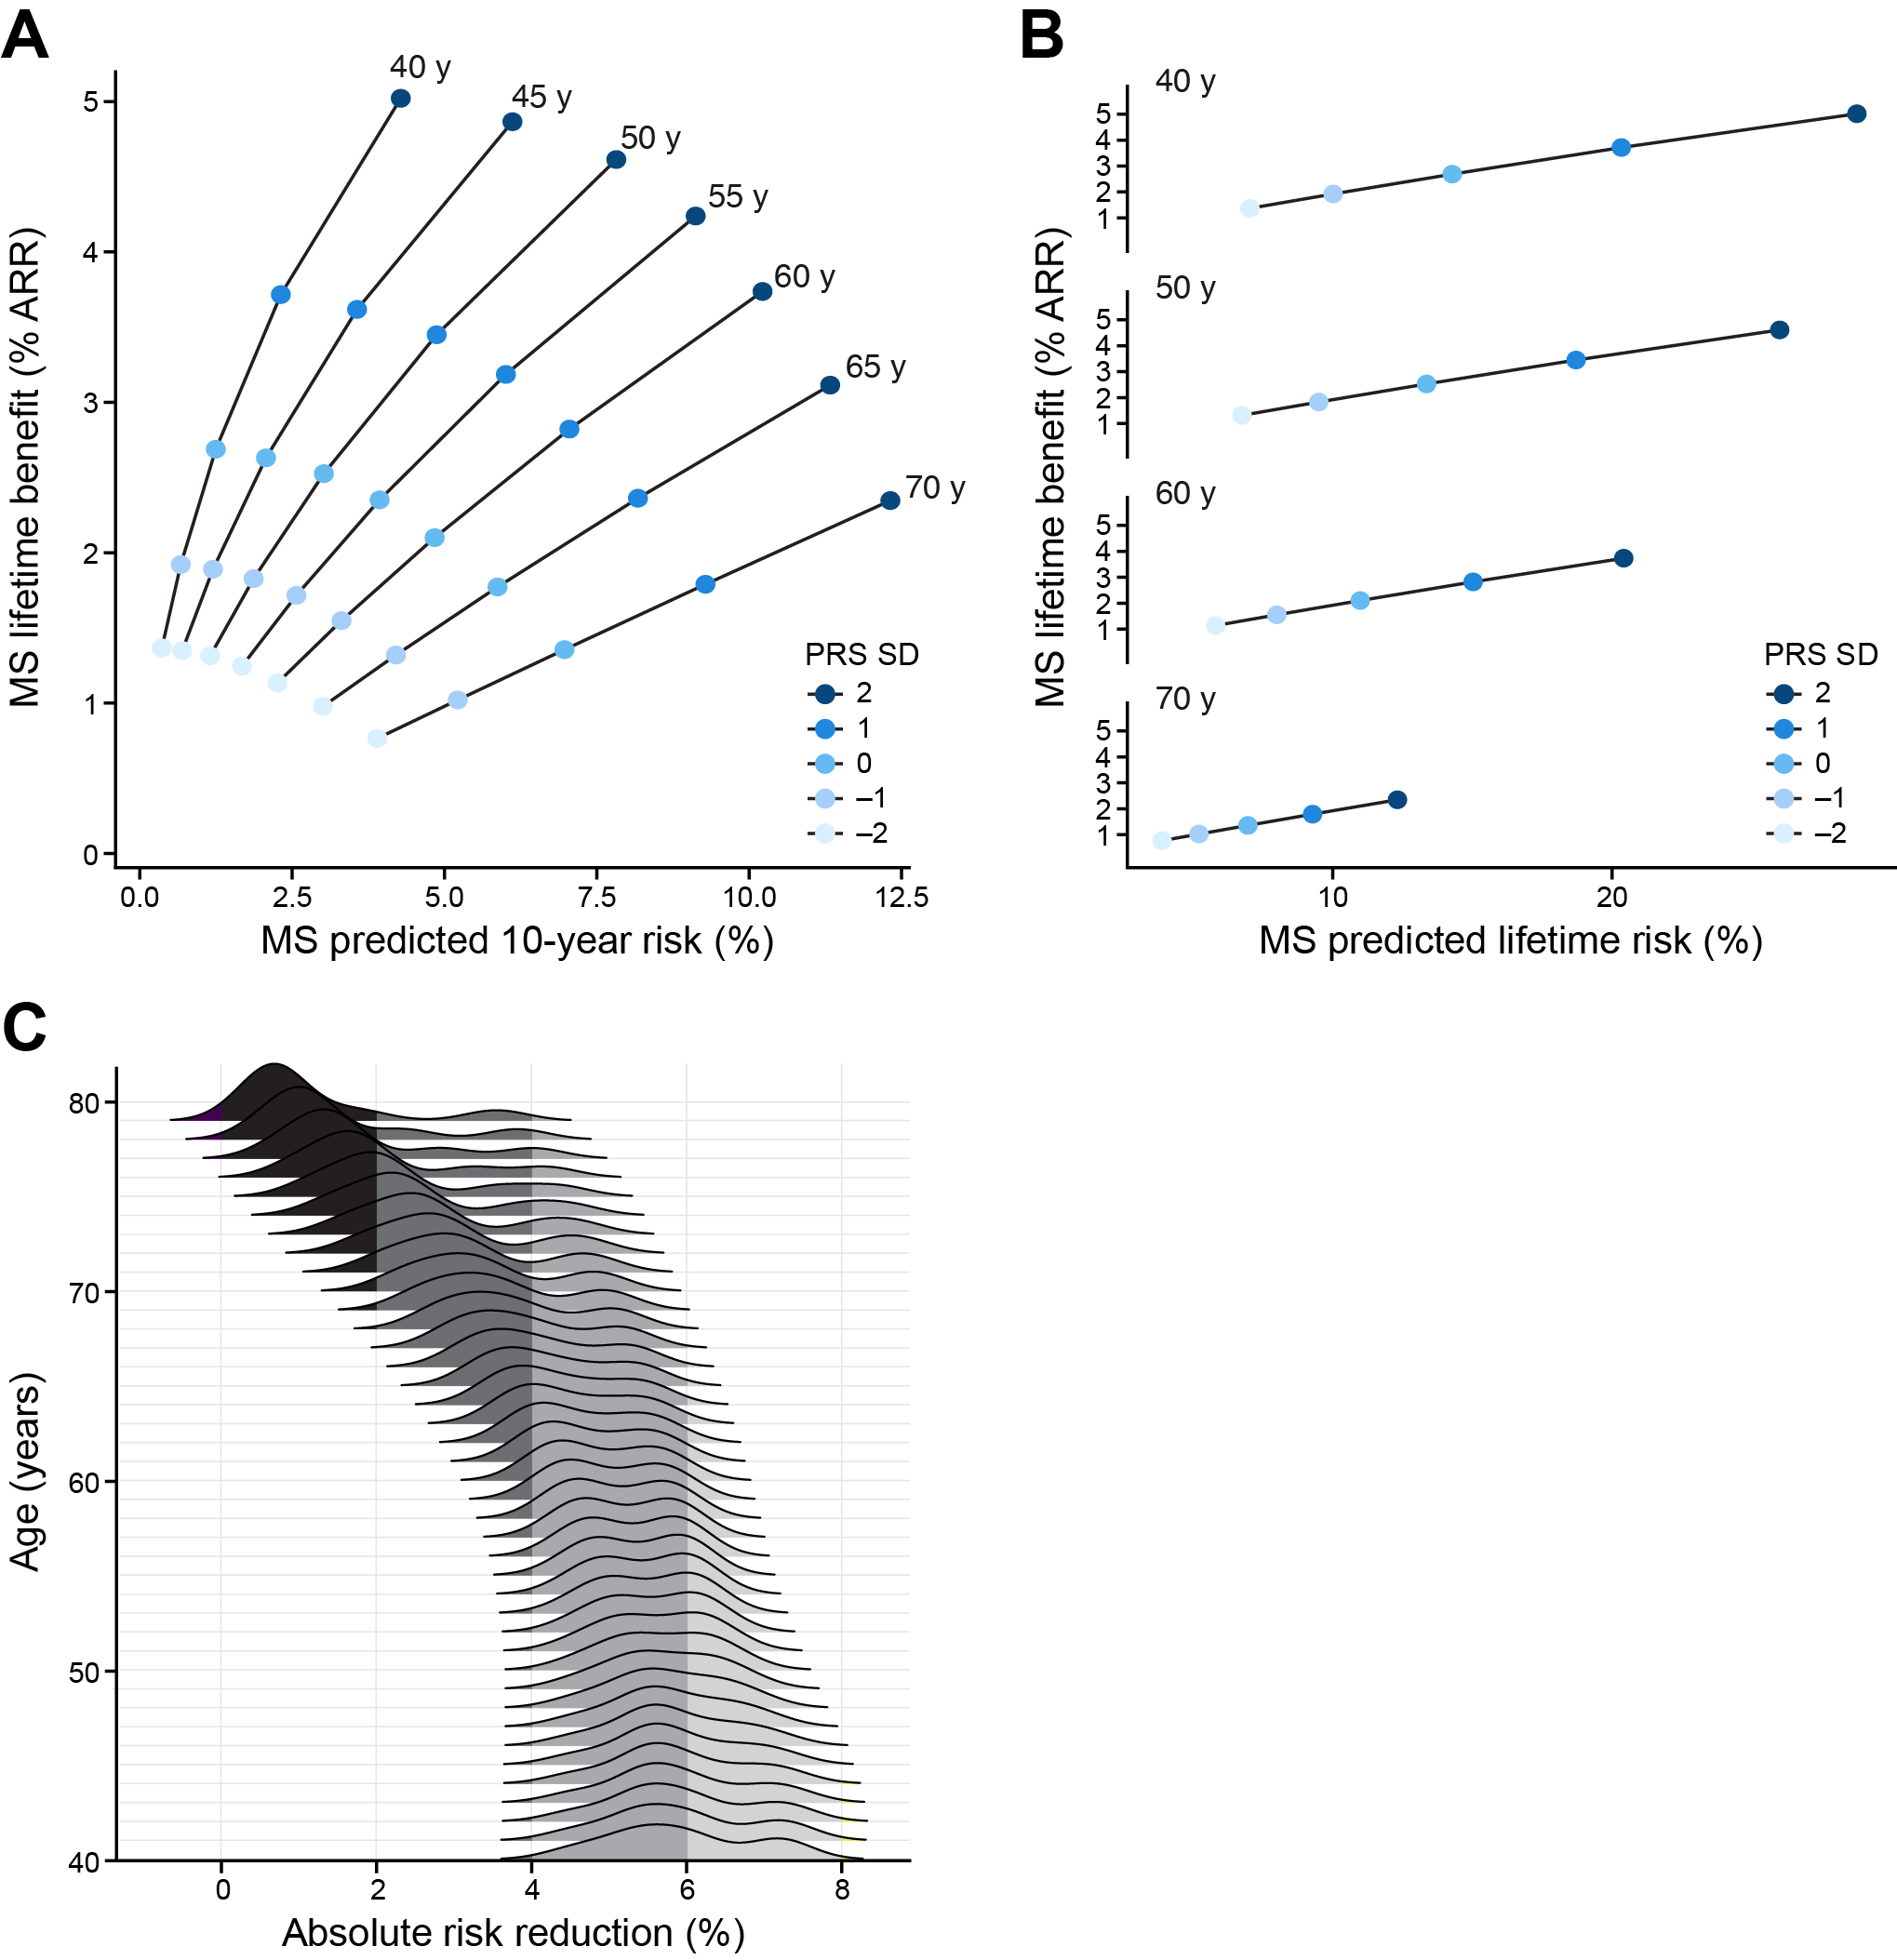 A
MS lifetime benefit (% ARR)
5
4
3
2
1
0
40 y
45 y
50 y
55 y
60 y
65 y
70 y
PRS SD
2
1
0
–1
–2
0.0 2.5 5.0 7.5 10.0 12.5
MS predicted 10-year risk (%)
B
MS lifetime benefit (% ARR)
40 y
5
4
3
2
1
50 y
5
4
3
2
1
60 y
5
4
3
2
1
70 y
5
4
3
2
1
PRS SD
2
1
0
–1
–2
10 20
MS predicted lifetime risk (%)
C
Age (years)
80
70
60
50
40
0 2 4 6 8
Absolute risk reduction (%)